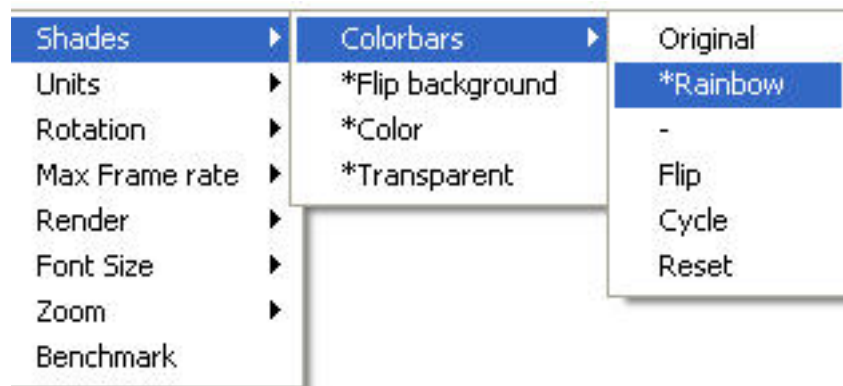 Shades
Units
Rotation
Max Frame rate
Render
Font Size
Zoom
Benchmark
Colorbars
*Flip background
*Color
*Transparent
Original
*Rainbow
-
Flip
Cycle
Reset